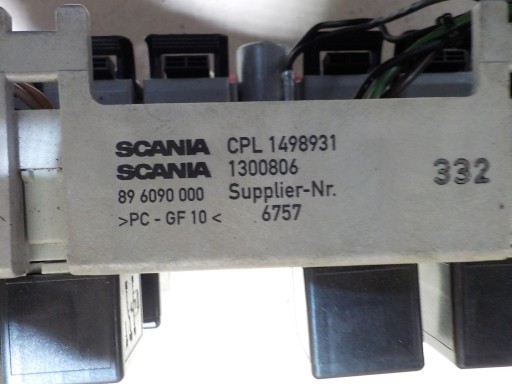 SCANIA CPL 1498931
SCANIA 1300806
89 6090 000 Supplier-Nr.
>PC - GF 10 < 6757
332